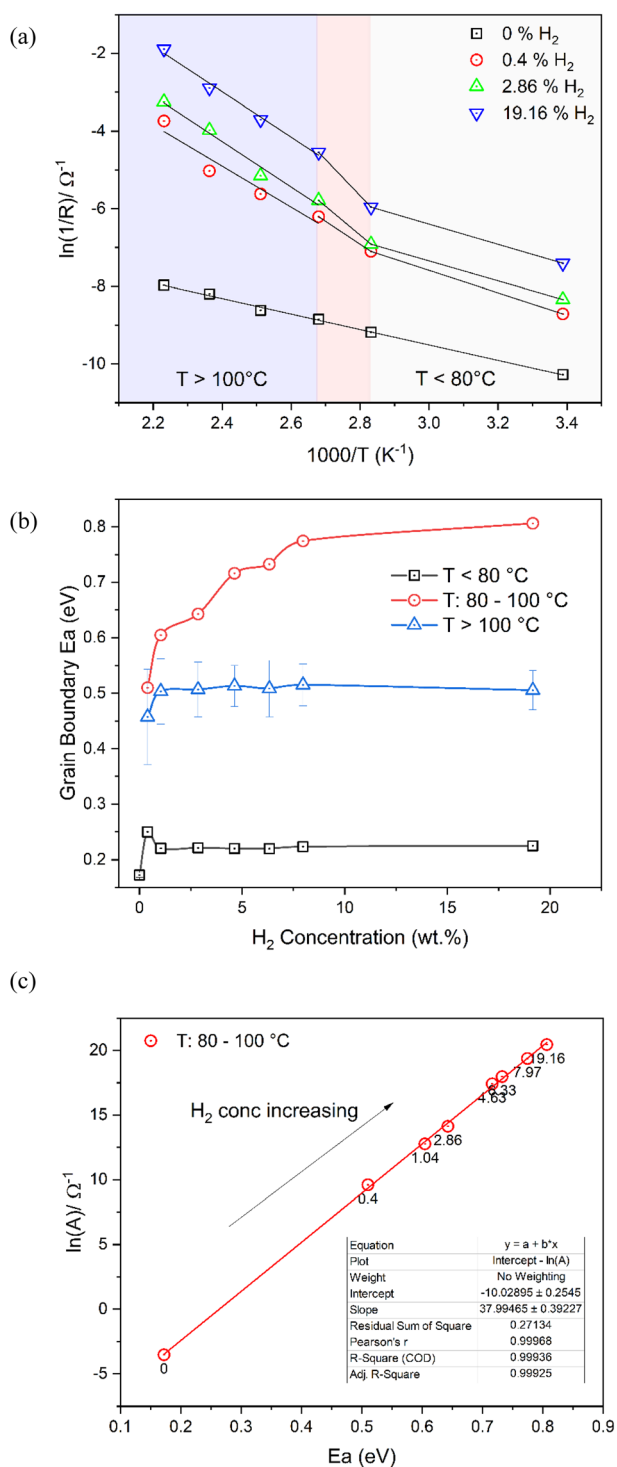 (a)
0 % H₂
0.4 % H₂
2.86 % H₂
19.16 % H₂
-2
-4
-6
-8
-10
ln(1/R)/ Ω⁻¹
T > 100°C
T < 80°C
2.2 2.4 2.6 2.8 3.0 3.2 3.4
1000/T (K⁻¹)
(b)
0.8
0.7
0.6
0.5
0.4
0.3
0.2
Grain Boundary Ea (eV)
T < 80 °C
T: 80 - 100 °C
T > 100 °C
0 5 10 15 20
H₂ Concentration (wt.%)
(c)
20
15
10
5
0
-5
ln(A)/ Ω⁻¹
T: 80 - 100 °C
H₂ conc increasing
19.16
7.97
6.33
4.63
2.86
1.04
0.4
0
Equation y = a + b*x
Plot Intercept - ln(A)
Weight No Weighting
Intercept -10.02895 ± 0.2545
Slope 37.99465 ± 0.39227
Residual Sum of Square 0.27134
Pearson's r 0.99968
R-Square (COD) 0.99936
Adj. R-Square 0.99925
0.1 0.2 0.3 0.4 0.5 0.6 0.7 0.8 0.9
Ea (eV)